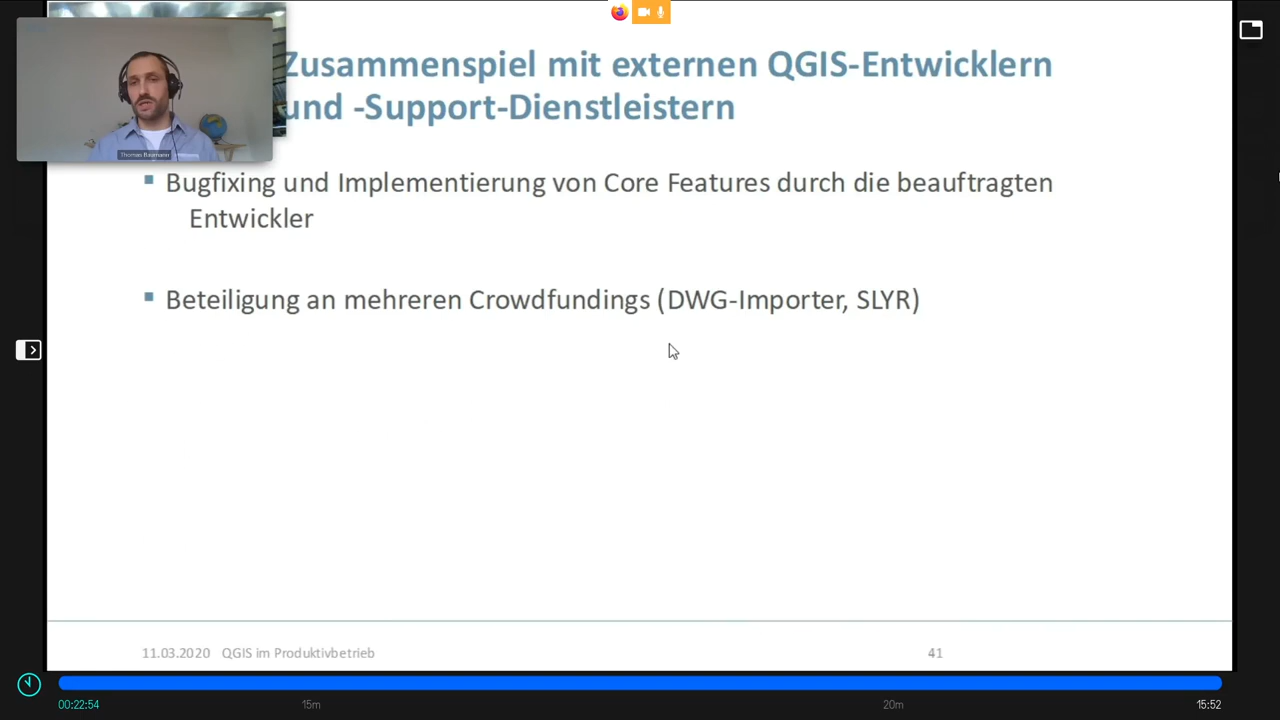 Zusammenspiel mit externen QGIS-Entwicklern
und -Support-Dienstleistern
Thomas Baumann
▪ Bugfixing und Implementierung von Core Features durch die beauftragten
Entwickler
▪ Beteiligung an mehreren Crowdfundings (DWG-Importer, SLYR)
11.03.2020 QGIS im Produktivbetrieb 41
00:22:54 15m 20m 15:52